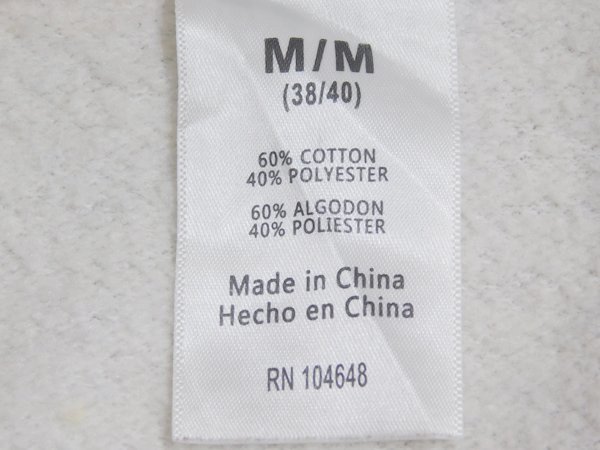 M/M
(38/40)
60% COTTON
40% POLYESTER
60% ALGODON
40% POLIESTER
Made in China
Hecho en China
RN 104648